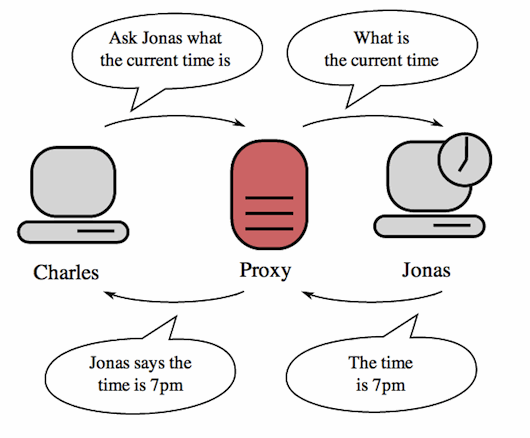 Ask Jonas what
the current time is
What is
the current time
Charles
Proxy
Jonas
Jonas says the
time is 7pm
The time
is 7pm